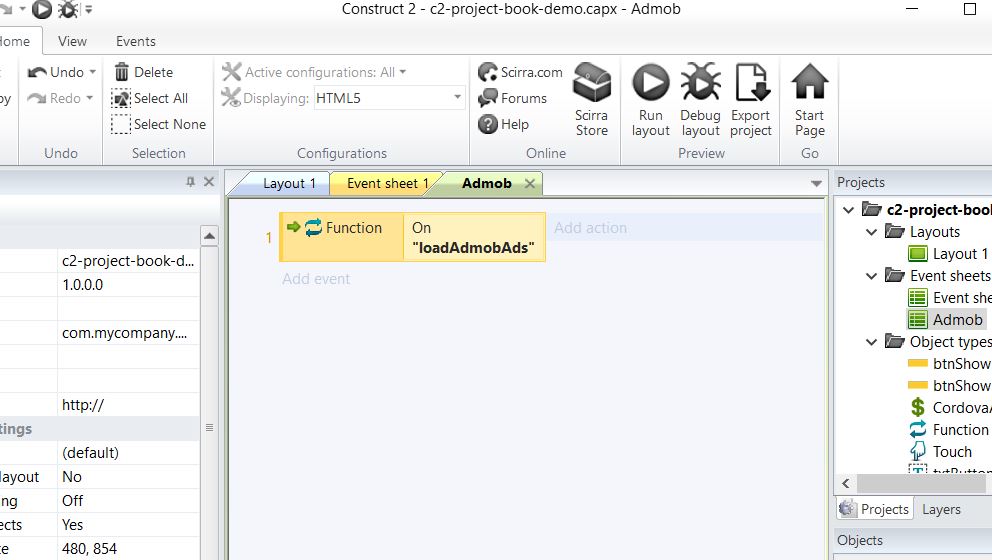 Construct 2 - c2-project-book-demo.capx - Admob
Home View Events
Undo Delete Active configurations: All Scirra.com
Redo Select All Displaying: HTML5 Forums
Select None Help
Scirra Store
Run layout
Debug layout
Export project
Start Page
Undo Selection Configurations Online Preview Go
Layout 1 Event sheet 1 Admob
1
Function On "loadAdmobAds" Add action
Add event
c2-project-book-d...
1.0.0.0
com.mycompany....
http://
tings
(default)
layout No
ng Off
ects Yes
480, 854
Projects
c2-project-book
Layouts
Layout 1
Event sheets
Event she
Admob
Object types
btnShow
btnShow
CordovaA
Function
Touch
Projects Layers
Objects